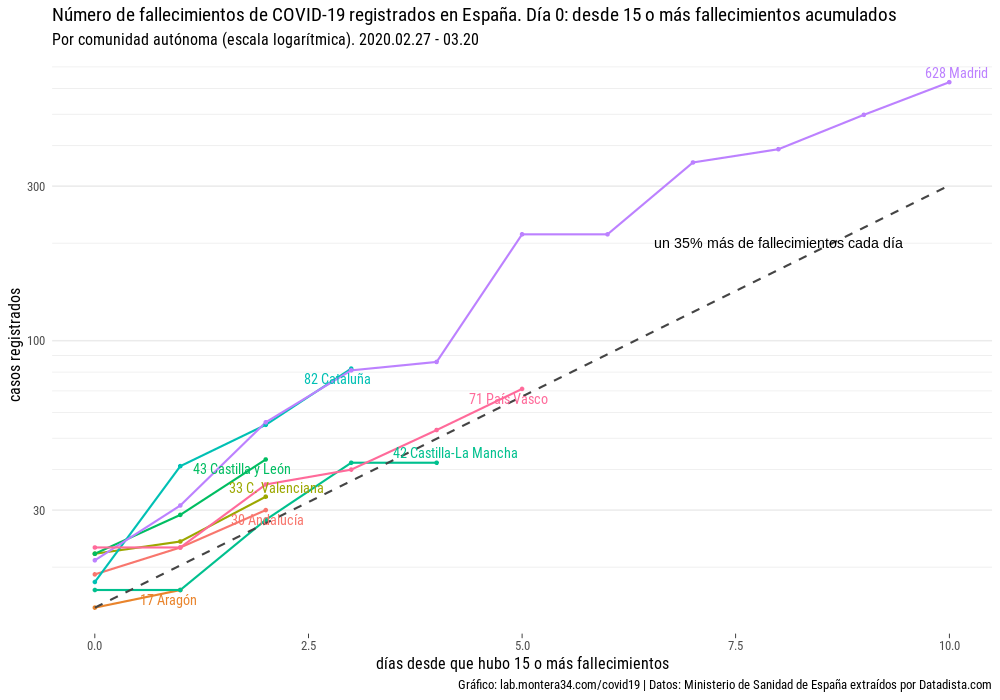 Número de fallecimientos de COVID-19 registrados en España. Día 0: desde 15 o más fallecimientos acumulados
Por comunidad autónoma (escala logarítmica). 2020.02.27 - 03.20
628 Madrid
300
un 35% más de fallecimientos cada día
casos registrados
100
82 Cataluña
71 País Vasco
42 Castilla-La Mancha
43 Castilla y León
33 C. Valenciana
30
30 Andalucía
17 Aragón
0.0 2.5 5.0 7.5 10.0
días desde que hubo 15 o más fallecimientos
Gráfico: lab.montera34.com/covid19 | Datos: Ministerio de Sanidad de España extraídos por Datadista.com